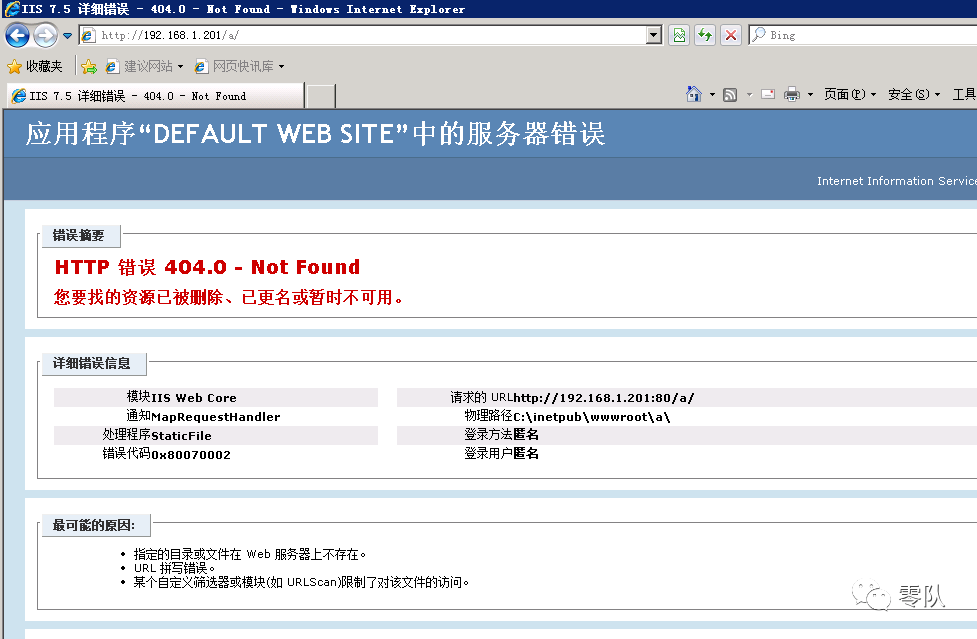 IIS 7.5 详细错误 - 404.0 - Not Found - Windows Internet Explorer
http://192.168.1.201/a/
Bing
收藏夹 建议网站 网页快讯库
IIS 7.5 详细错误 - 404.0 - Not Found
页面(P) 安全(S) 工具
应用程序“DEFAULT WEB SITE”中的服务器错误
Internet Information Service
错误摘要
HTTP 错误 404.0 - Not Found
您要找的资源已被删除、已更名或暂时不可用。
详细错误信息
模块 IIS Web Core
通知 MapRequestHandler
处理程序 StaticFile
错误代码 0x80070002
请求的 URL http://192.168.1.201:80/a/
物理路径 C:\inetpub\wwwroot\a\
登录方法 匿名
登录用户 匿名
最可能的原因:
• 指定的目录或文件在 Web 服务器上不存在。
• URL 拼写错误。
• 某个自定义筛选器或模块(如 URLScan)限制了对该文件的访问。
零队